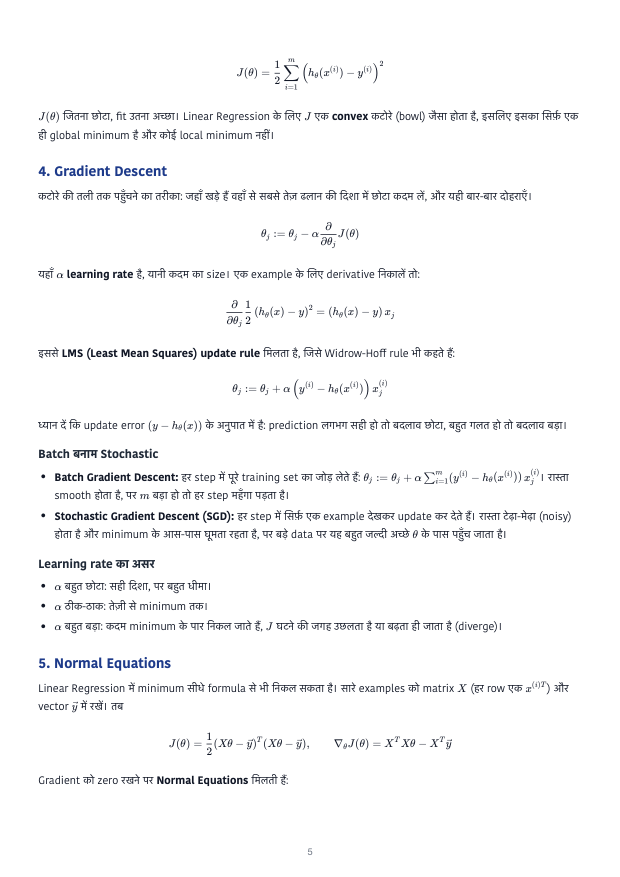 J(θ) = 1/2 ∑_{i=1}^{m} (h_θ(x^{(i)}) − y^{(i)})^2
J(θ) जितना छोटा, fit उतना अच्छा। Linear Regression के लिए J एक convex कटोरे (bowl) जैसा होता है, इसलिए इसका सिर्फ़ एक
ही global minimum है और कोई local minimum नहीं।
4. Gradient Descent
कटोरे की तली तक पहुँचने का तरीका: जहाँ खड़े हैं वहाँ से सबसे तेज़ ढलान की दिशा में छोटा कदम लें, और यही बार-बार दोहराएँ।
θ_j := θ_j − α ∂/∂θ_j J(θ)
यहाँ α learning rate है, यानी कदम का size। एक example के लिए derivative निकालें तो:
∂/∂θ_j 1/2 (h_θ(x) − y)^2 = (h_θ(x) − y) x_j
इससे LMS (Least Mean Squares) update rule मिलता है, जिसे Widrow-Hoff rule भी कहते हैं:
θ_j := θ_j + α (y^{(i)} − h_θ(x^{(i)})) x_j^{(i)}
ध्यान दें कि update error (y − h_θ(x)) के अनुपात में है: prediction लगभग सही हो तो बदलाव छोटा, बहुत गलत हो तो बदलाव बड़ा।
Batch बनाम Stochastic
• Batch Gradient Descent: हर step में पूरे training set का जोड़ लेते हैं: θ_j := θ_j + α ∑_{i=1}^{m}(y^{(i)} − h_θ(x^{(i)})) x_j^{(i)}। रास्ता
smooth होता है, पर m बड़ा हो तो हर step महँगा पड़ता है।
• Stochastic Gradient Descent (SGD): हर step में सिर्फ़ एक example देखकर update कर देते हैं। रास्ता टेढ़ा-मेढ़ा (noisy)
होता है और minimum के आस-पास घूमता रहता है, पर बड़े data पर यह बहुत जल्दी अच्छे θ के पास पहुँच जाता है।
Learning rate का असर
• α बहुत छोटा: सही दिशा, पर बहुत धीमा।
• α ठीक-ठाक: तेज़ी से minimum तक।
• α बहुत बड़ा: कदम minimum के पार निकल जाते हैं, J घटने की जगह उछलता है या बढ़ता ही जाता है (diverge)।
5. Normal Equations
Linear Regression में minimum सीधे formula से भी निकल सकता है। सारे examples को matrix X (हर row एक x^{(i)T}) और
vector y⃗ में रखें। तब
J(θ) = 1/2 (Xθ − y⃗)^T (Xθ − y⃗), ∇_θ J(θ) = X^T Xθ − X^T y⃗
Gradient को zero रखने पर Normal Equations मिलती हैं:
5